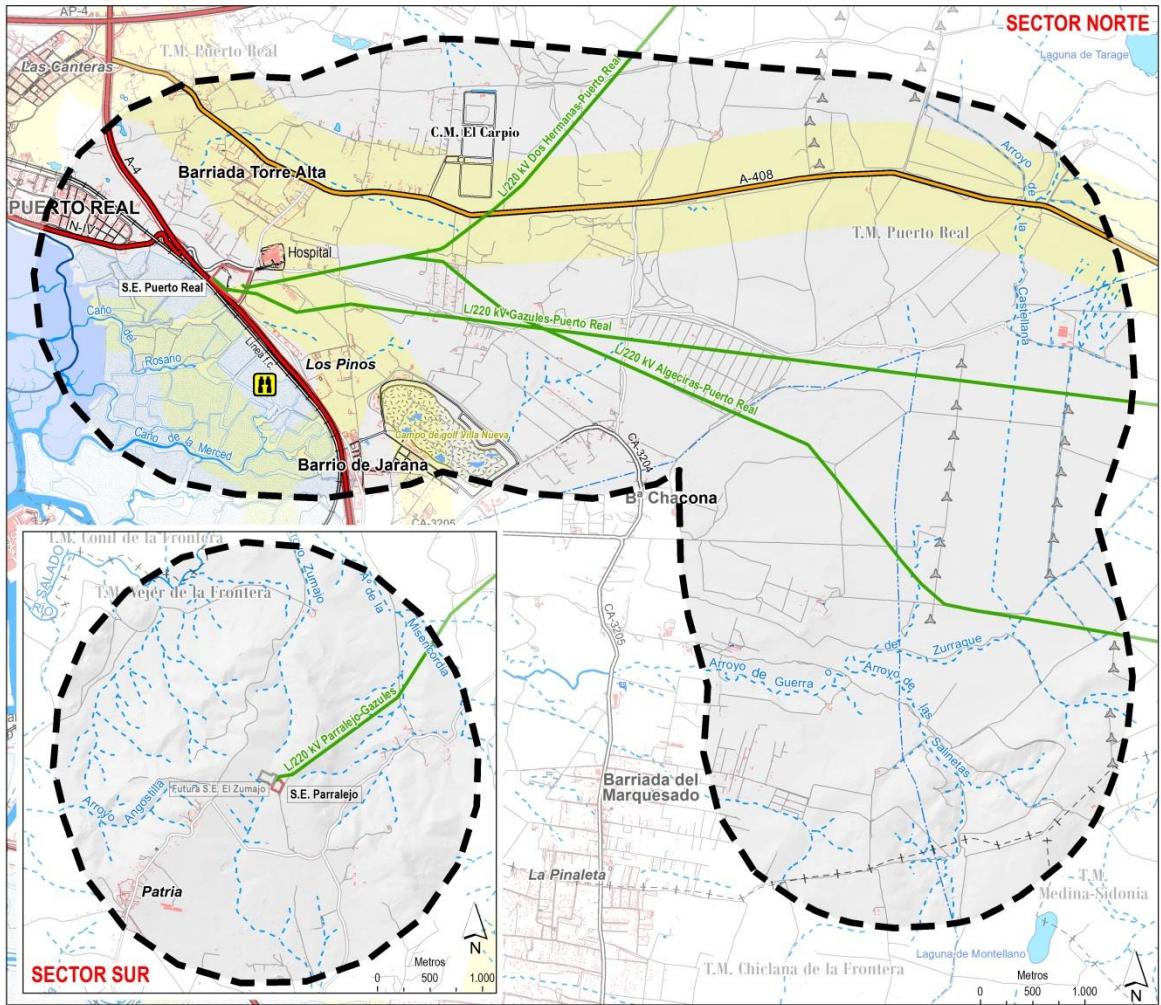 AP-4
SECTOR NORTE
T.M. Puerto Real
Las Canteras
Laguna de Tarage
L/220 kV Dos Hermanas-Puerto Real
C.M. El Carpio
A-4
Arroyo de la Castellana
Barriada Torre Alta
A-408
PUERTO REAL
N-IV
T.M. Puerto Real
Hospital
S.E. Puerto Real
L/220 kV Gazules-Puerto Real
Caño del Rosario
Línea f.c.
L/220 kV Algeciras-Puerto Real
Los Pinos
Campo de golf Villa Nueva
Caño de la Merced
Barrio de Jarana
CA-3204
Bª Chacona
CA-3205
CA-3205
Arroyo de Zurraque
Arroyo de Guerra
Arroyo de las Salinetas
Barriada del
Marquesado
La Pinaleta
T.M.
Medina-Sidonia
Laguna de Montellano
T.M. Chiclana de la Frontera
Metros
0 500 1.000
N
T.M. Conil de la Frontera
SALADO
T.M. Vejer de la Frontera
Zumajo
Aº de la Misericordia
L/220 kV Parralejo-Gazules
Futura S.E. El Zumajo
S.E. Parralejo
Arroyo Angostilla
Patria
SECTOR SUR
Metros
0 500 1.000
N